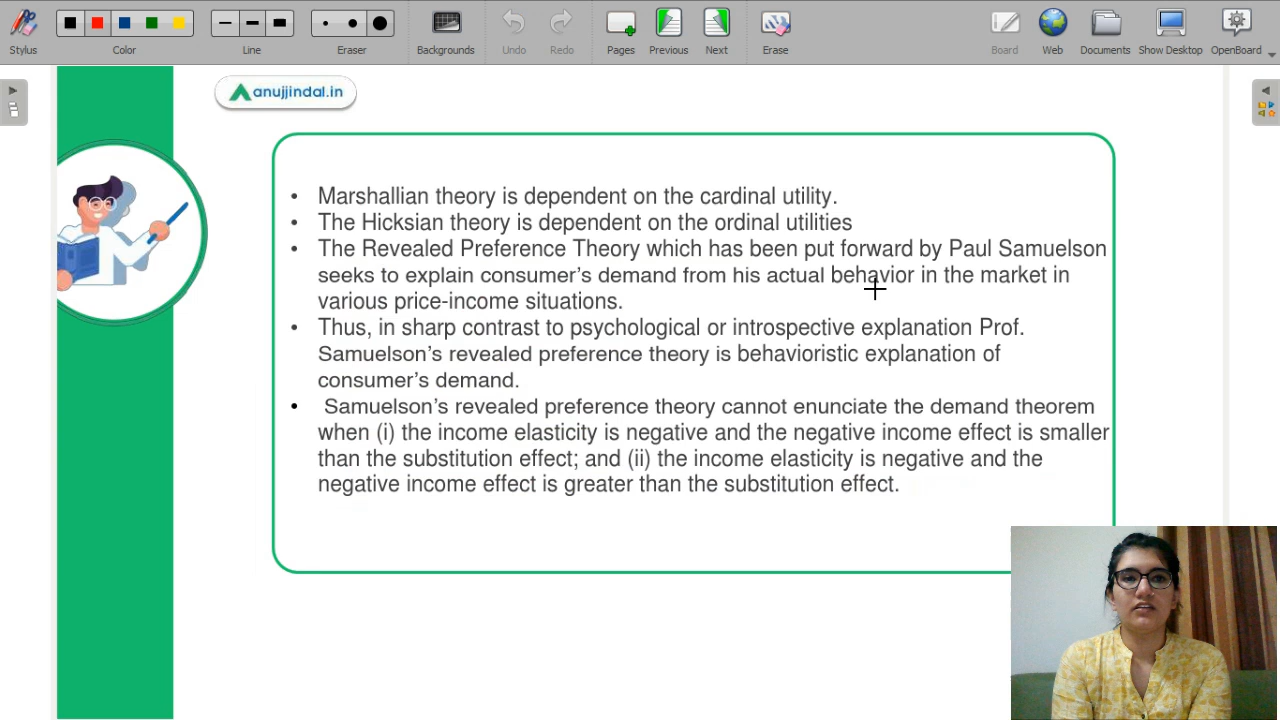 Stylus
Color
Line
Eraser
Backgrounds
Undo
Redo
Pages
Previous
Next
Erase
Board
Web
Documents
Show Desktop
OpenBoard
anujjindal.in
• Marshallian theory is dependent on the cardinal utility.
• The Hicksian theory is dependent on the ordinal utilities
• The Revealed Preference Theory which has been put forward by Paul Samuelson
seeks to explain consumer's demand from his actual behavior in the market in
various price-income situations.
• Thus, in sharp contrast to psychological or introspective explanation Prof.
Samuelson's revealed preference theory is behavioristic explanation of
consumer's demand.
• Samuelson's revealed preference theory cannot enunciate the demand theorem
when (i) the income elasticity is negative and the negative income effect is smaller
than the substitution effect; and (ii) the income elasticity is negative and the
negative income effect is greater than the substitution effect.